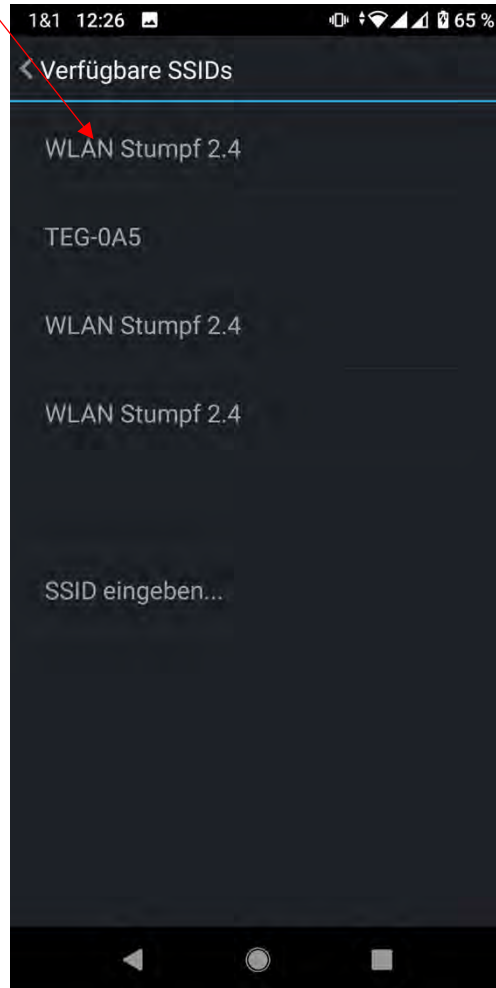 1&1 12:26 65 %
Verfügbare SSIDs
WLAN Stumpf 2.4
TEG-0A5
WLAN Stumpf 2.4
WLAN Stumpf 2.4
SSID eingeben...